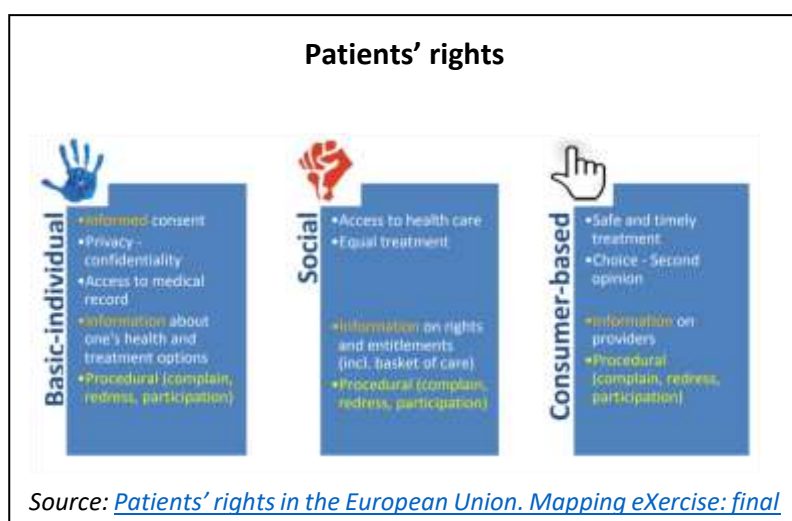 Patients’ rights
Basic-individual
•Informed consent
•Privacy -
confidentiality
•Access to medical
record
•Information about
one's health and
treatment options
•Procedural (complain,
redress, participation)
Social
•Access to health care
•Equal treatment
•Information on rights
and entitlements
(incl. basket of care)
•Procedural (complain,
redress, participation)
Consumer-based
•Safe and timely
treatment
•Choice - Second
opinion
•Information on
providers
•Procedural
(complain, redress,
participation)
Source: Patients’ rights in the European Union. Mapping eXercise: final